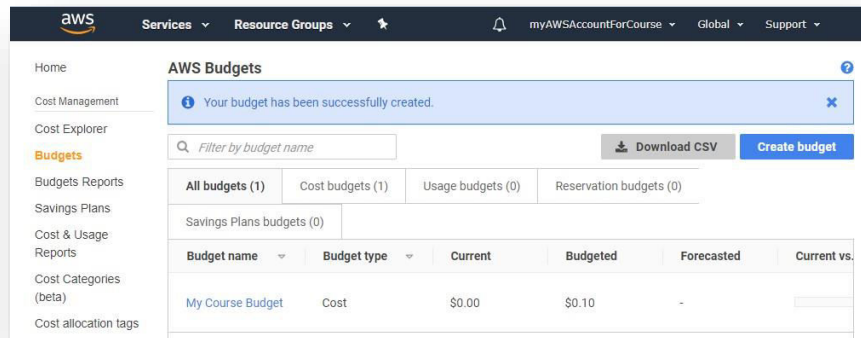 aws
Services
Resource Groups
myAWSAccountForCourse
Global
Support
Home
Cost Management
Cost Explorer
Budgets
Budgets Reports
Savings Plans
Cost & Usage
Reports
Cost Categories
(beta)
Cost allocation tags
AWS Budgets
Your budget has been successfully created.
Filter by budget name
Download CSV
Create budget
All budgets (1)
Cost budgets (1)
Usage budgets (0)
Reservation budgets (0)
Savings Plans budgets (0)
Budget name Budget type Current Budgeted Forecasted Current vs.
My Course Budget Cost $0.00 $0.10 -